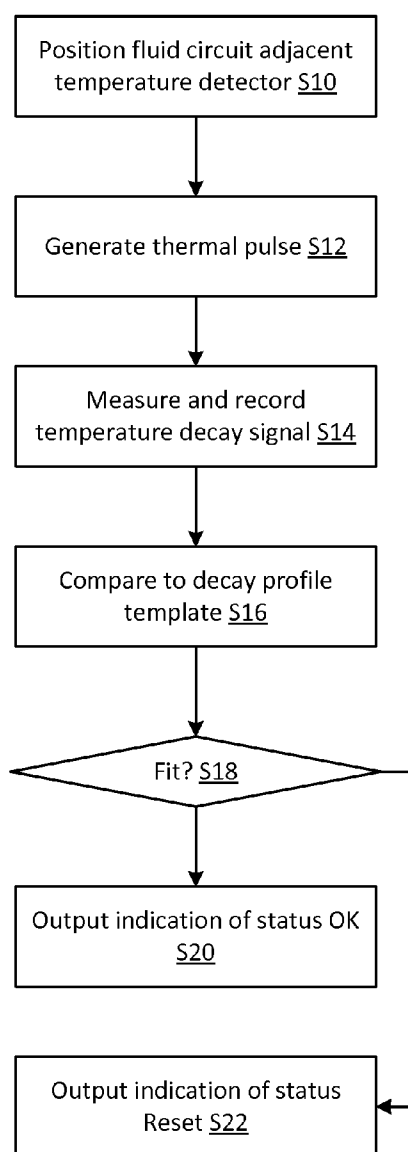 Position fluid circuit adjacent
temperature detector S10
Generate thermal pulse S12
Measure and record
temperature decay signal S14
Compare to decay profile
template S16
Fit? S18
Output indication of status OK
S20
Output indication of status
Reset S22